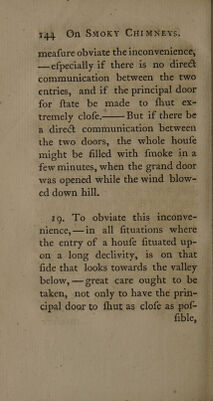 144 On Smoky Chimneys.
meaſure obviate the inconvenience,
—eſpecially if there is no direct
communication between the two
entries, and if the principal door
for ſtate be made to ſhut ex-
tremely cloſe.——But if there be
a direct communication between
the two doors, the whole houſe
might be filled with ſmoke in a
few minutes, when the grand door
was opened while the wind blow-
ed down hill.
19. To obviate this inconve-
nience,—in all ſituations where
the entry of a houſe ſituated up-
on a long declivity, is on that
ſide that looks towards the valley
below,—great care ought to be
taken, not only to have the prin-
cipal door to ſhut as cloſe as poſ-
ſible,